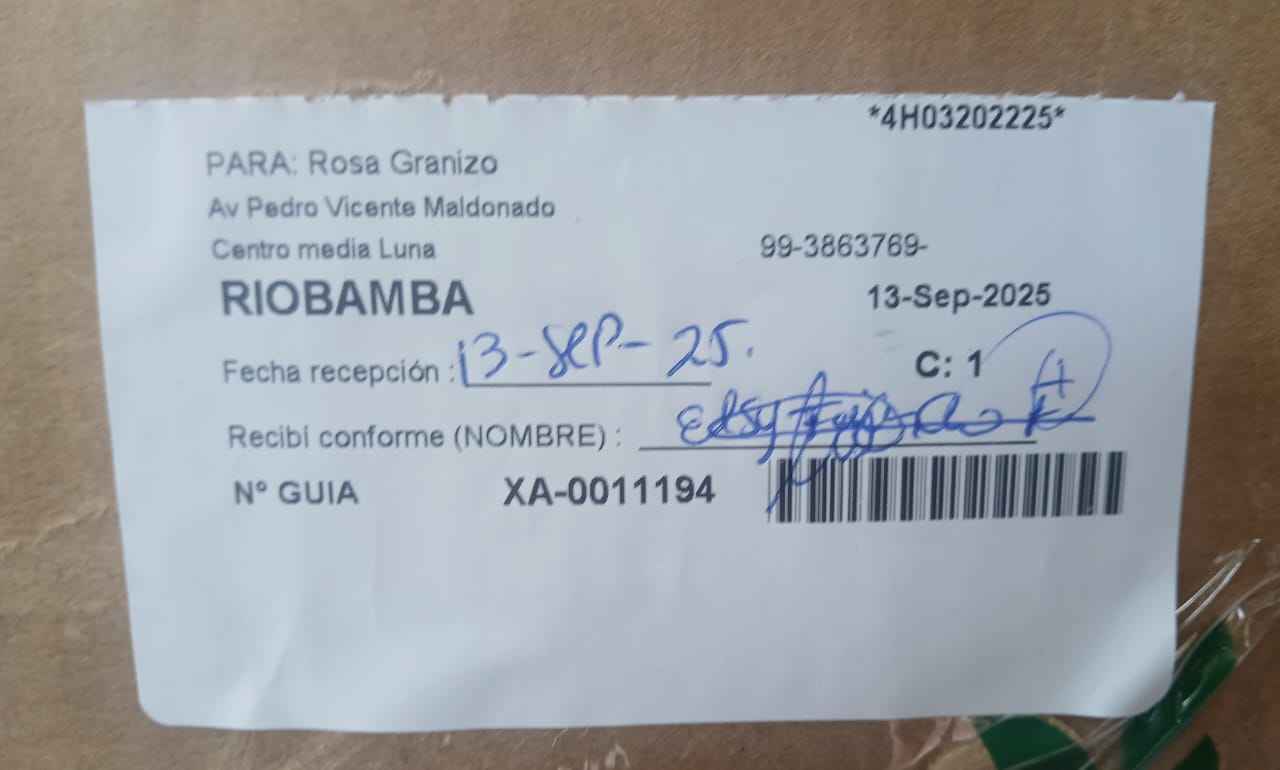 *4H03202225*
PARA: Rosa Granizo
Av Pedro Vicente Maldonado
Centro media Luna 99-3863769-
RIOBAMBA 13-Sep-2025
Fecha recepción : 13-Sep-25.
C: 1
Recibí conforme (NOMBRE) :
Nº GUIA XA-0011194